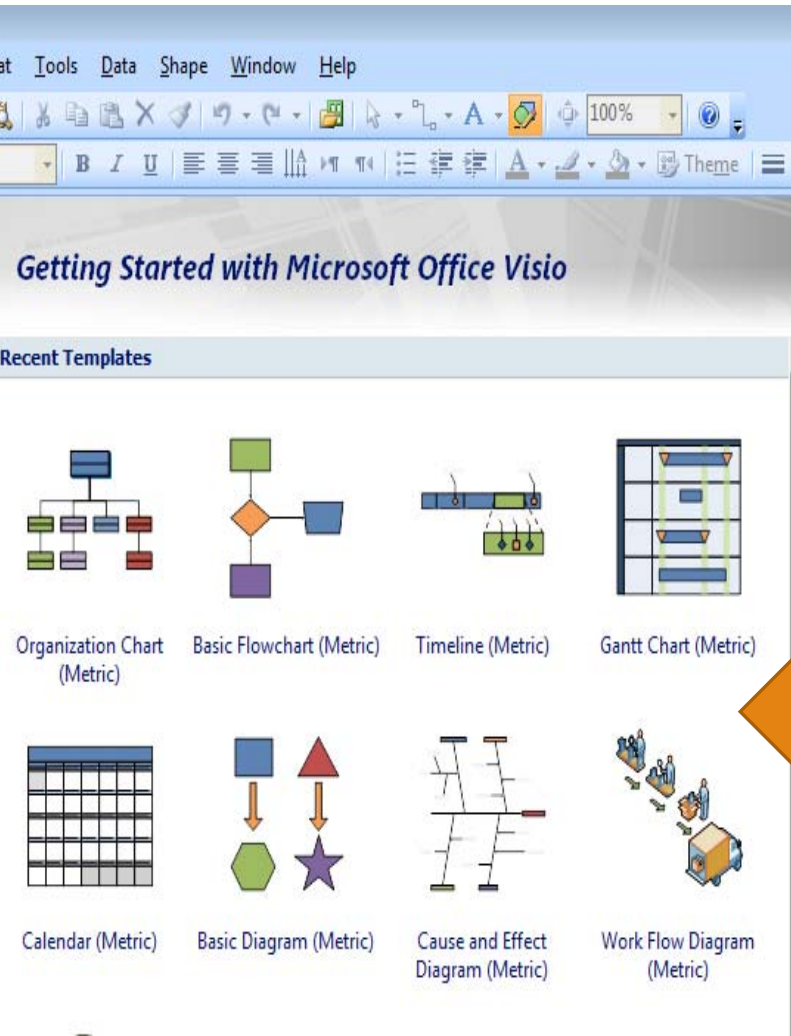 at Tools Data Shape Window Help
100%
B I U A Theme
Getting Started with Microsoft Office Visio
Recent Templates
Organization Chart (Metric)
Basic Flowchart (Metric)
Timeline (Metric)
Gantt Chart (Metric)
Calendar (Metric)
Basic Diagram (Metric)
Cause and Effect Diagram (Metric)
Work Flow Diagram (Metric)